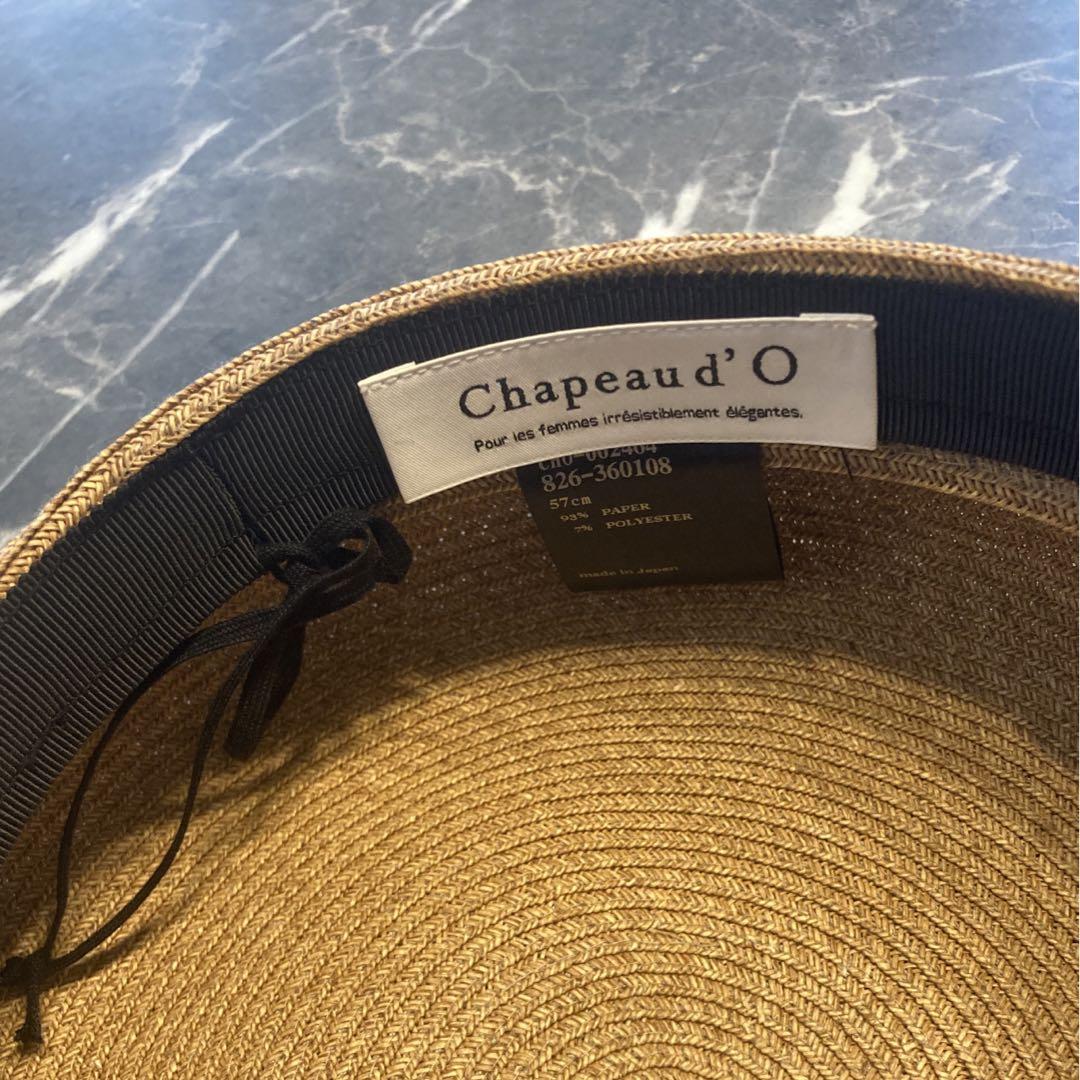 Chapeau d' O
Pour les femmes irrésistiblement élégantes.
826-360108
57cm
93% PAPER
7% POLYESTER
made in Japan